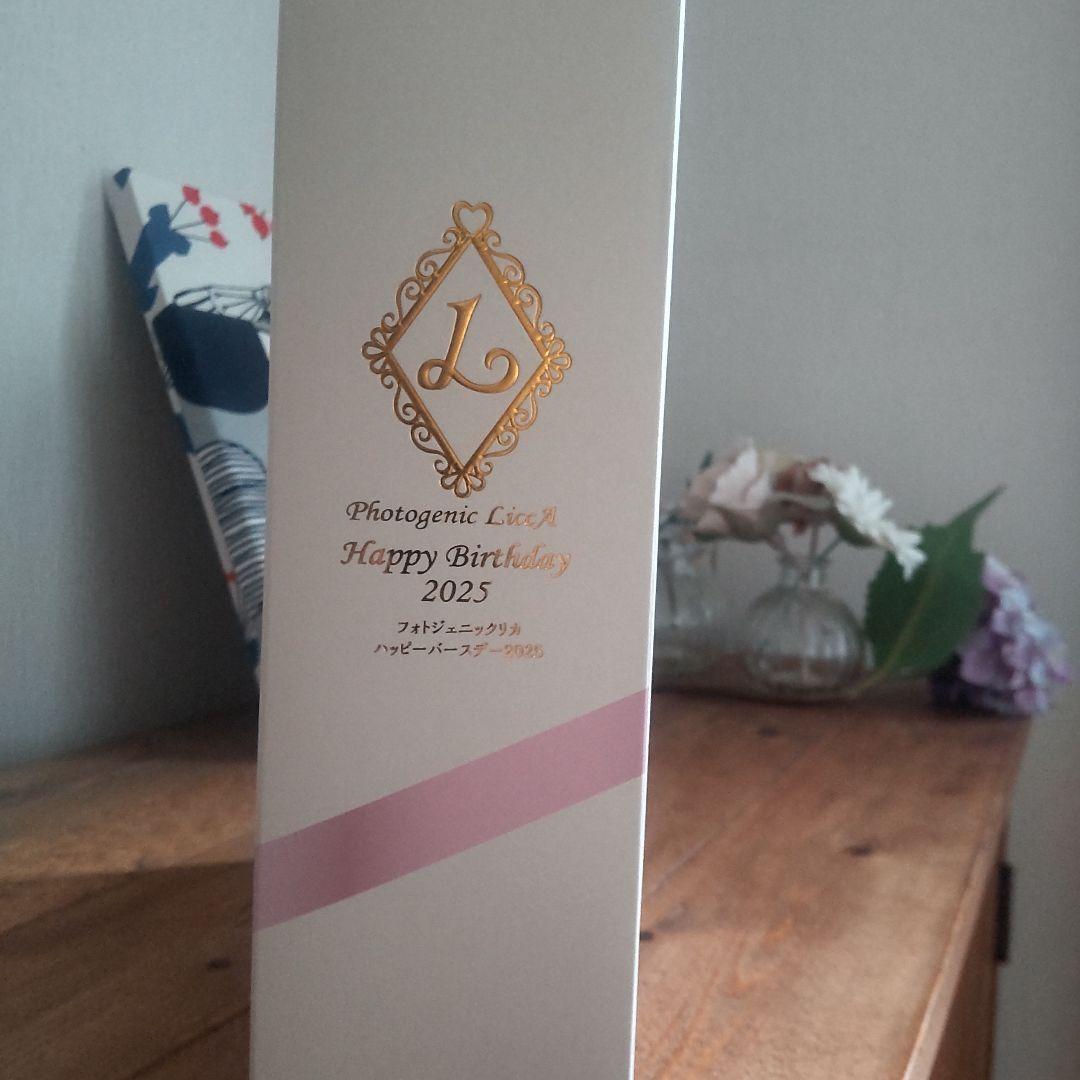 L
Photogenic LiccA
Happy Birthday
2025
フォトジェニックリカ
ハッピーバースデー2025